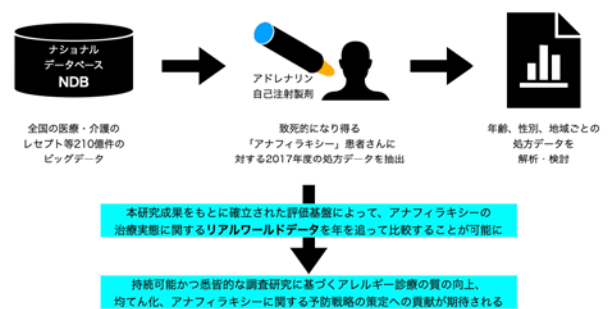 ナショナル
データベース
NDB
アドレナリン
自己注射製剤
全国の医療・介護の
レセプト等210億件の
ビッグデータ
致死的になり得る
「アナフィラキシー」患者さんに
対する2017年度の処方データを抽出
年齢、性別、地域ごとの
処方データを
解析・検討
本研究成果をもとに確立された評価基盤によって、アナフィラキシーの
治療実態に関するリアルワールドデータを年を追って比較することが可能に
持続可能かつ悉皆的な調査研究に基づくアレルギー診療の質の向上、
均てん化、アナフィラキシーに関する予防戦略の策定への貢献が期待される